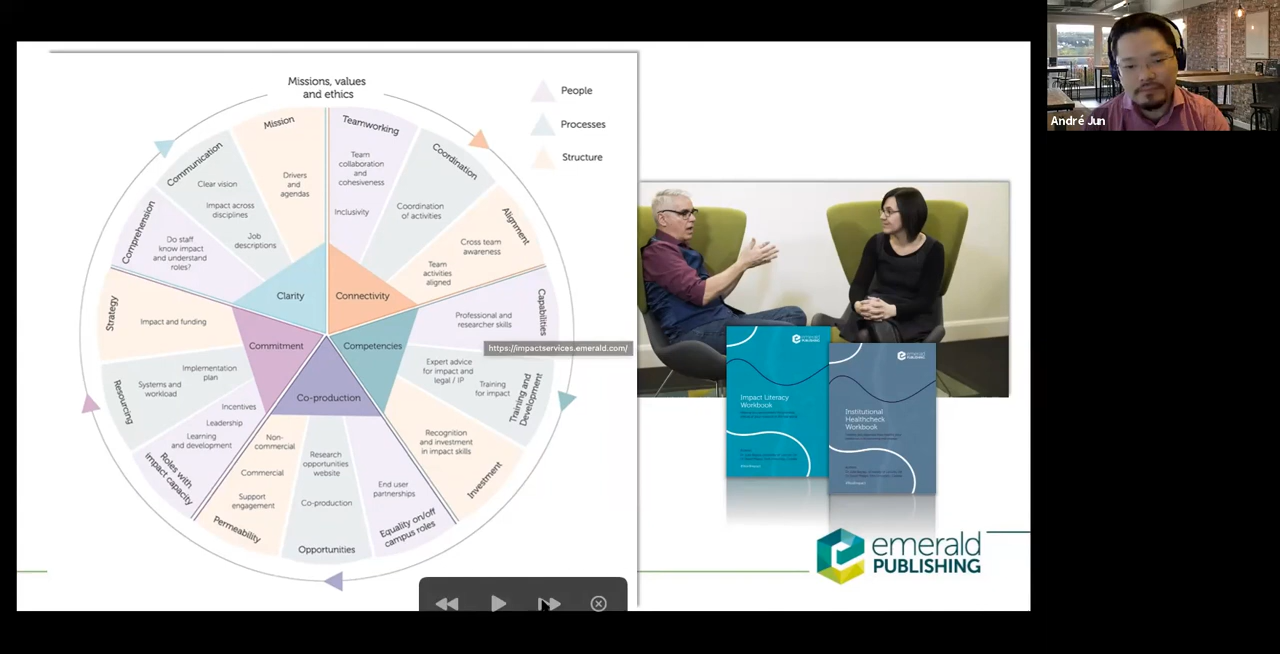 Missions, values
and ethics
People
Processes
Structure
Mission
Drivers
and
agendas
Teamworking
Team
collaboration
and
cohesiveness
Inclusivity
Coordination
Coordination
of activities
Alignment
Cross team
awareness
Team
activities
aligned
Communication
Clear vision
Impact across
disciplines
Job
descriptions
Comprehension
Do staff
know impact
and understand
roles?
Clarity
Connectivity
Commitment
Competencies
Co-production
Strategy
Impact and funding
Resourcing
Implementation
plan
Systems and
workload
Roles with
impact capacity
Incentives
Leadership
Learning
and development
Capabilities
Professional and
researcher skills
https://impactservices.emerald.com/
Training and
Development
Expert advice
for impact and
legal / IP
Training
for impact
Investment
Recognition
and investment
in impact skills
Permeability
Non-
commercial
Commercial
Support
engagement
Opportunities
Research
opportunities
website
Co-production
Equality on/off
campus roles
End user
partnerships
emerald
PUBLISHING
Impact Literacy
Workbook
emerald
PUBLISHING
Institutional
Healthcheck
Workbook
emerald
PUBLISHING
André Jun